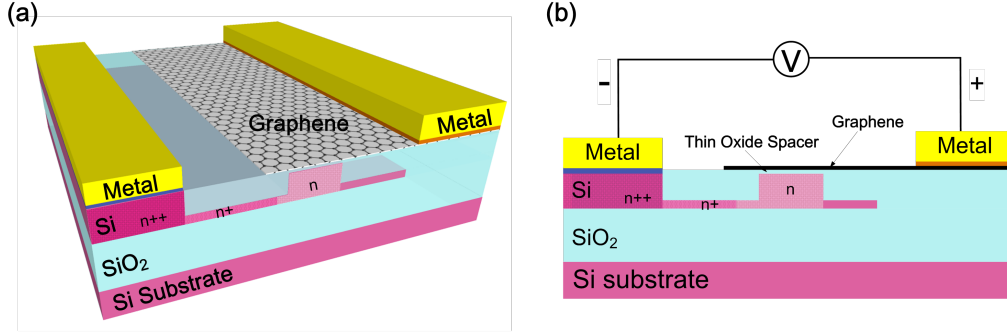 (a)
Graphene
Metal
Metal
n
Si n++ n+
SiO2
Si Substrate
(b)
V
-
+
Graphene
Thin Oxide Spacer
Metal
Metal
Si n++ n+ n
SiO2
Si substrate